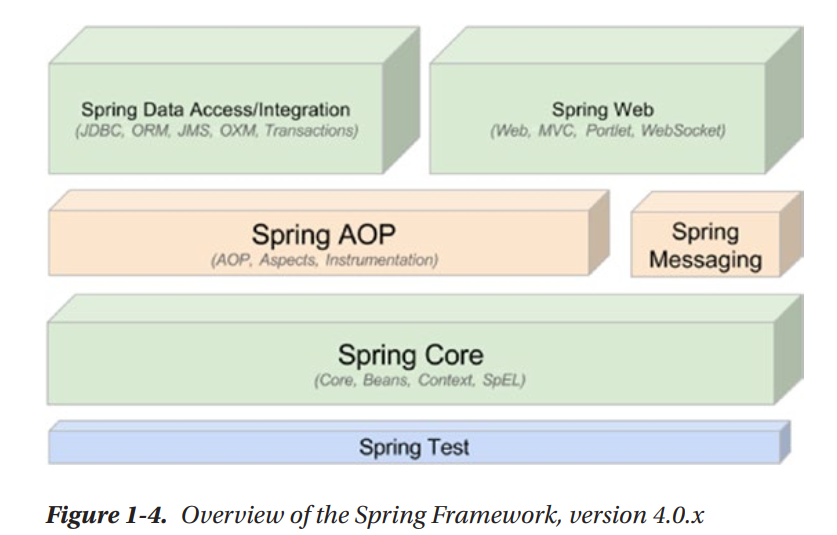 Spring Data Access/Integration
(JDBC, ORM, JMS, OXM, Transactions)
Spring Web
(Web, MVC, Portlet, WebSocket)
Spring AOP
(AOP, Aspects, Instrumentation)
Spring
Messaging
Spring Core
(Core, Beans, Context, SpEL)
Spring Test
Figure 1-4. Overview of the Spring Framework, version 4.0.x